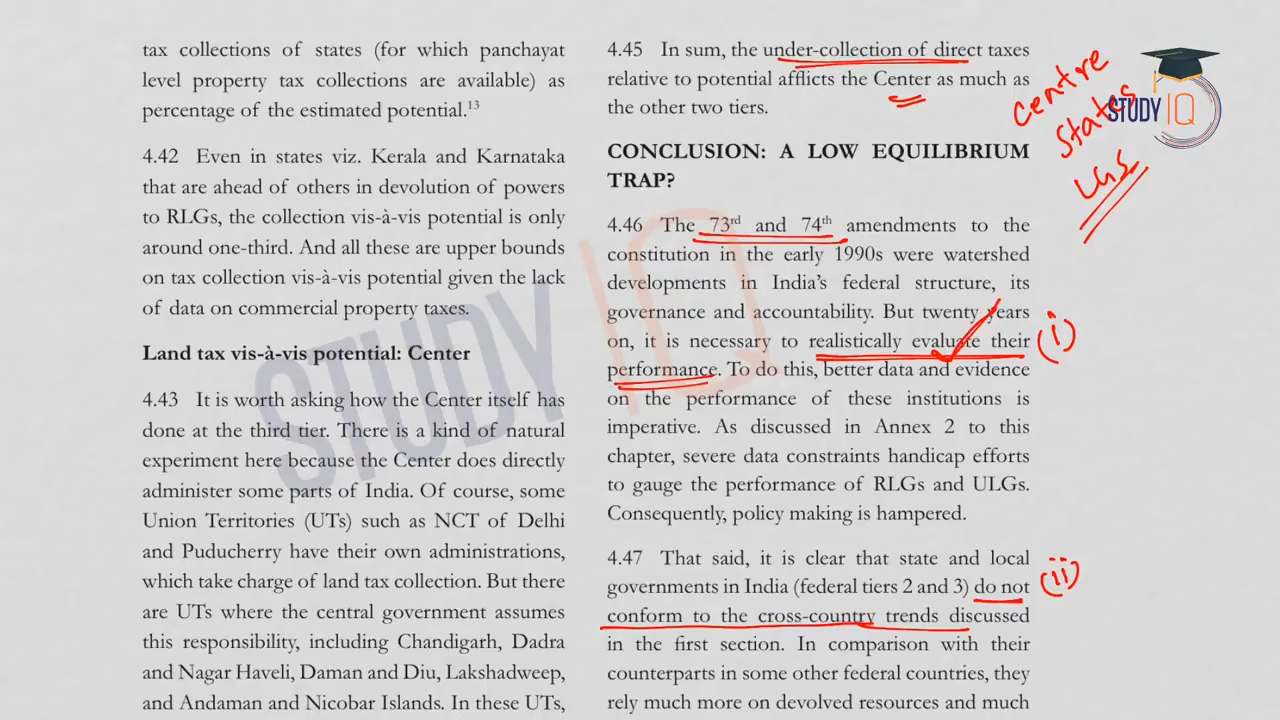 tax collections of states (for which panchayat
level property tax collections are available) as
percentage of the estimated potential.13
4.42 Even in states viz. Kerala and Karnataka
that are ahead of others in devolution of powers
to RLGs, the collection vis-à-vis potential is only
around one-third. And all these are upper bounds
on tax collection vis-à-vis potential given the lack
of data on commercial property taxes.
Land tax vis-à-vis potential: Center
4.43 It is worth asking how the Center itself has
done at the third tier. There is a kind of natural
experiment here because the Center does directly
administer some parts of India. Of course, some
Union Territories (UTs) such as NCT of Delhi
and Puducherry have their own administrations,
which take charge of land tax collection. But there
are UTs where the central government assumes
this responsibility, including Chandigarh, Dadra
and Nagar Haveli, Daman and Diu, Lakshadweep,
and Andaman and Nicobar Islands. In these UTs,
4.45 In sum, the under-collection of direct taxes
relative to potential afflicts the Center as much as
the other two tiers.
CONCLUSION: A LOW EQUILIBRIUM
TRAP?
4.46 The 73rd and 74th amendments to the
constitution in the early 1990s were watershed
developments in India's federal structure, its
governance and accountability. But twenty years
on, it is necessary to realistically evaluate their
performance. To do this, better data and evidence
on the performance of these institutions is
imperative. As discussed in Annex 2 to this
chapter, severe data constraints handicap efforts
to gauge the performance of RLGs and ULGs.
Consequently, policy making is hampered.
4.47 That said, it is clear that state and local
governments in India (federal tiers 2 and 3) do not
conform to the cross-country trends discussed
in the first section. In comparison with their
counterparts in some other federal countries, they
rely much more on devolved resources and much
Centre
States
LGS
(i)
(ii)
STUDY IQ
STUDY IQ